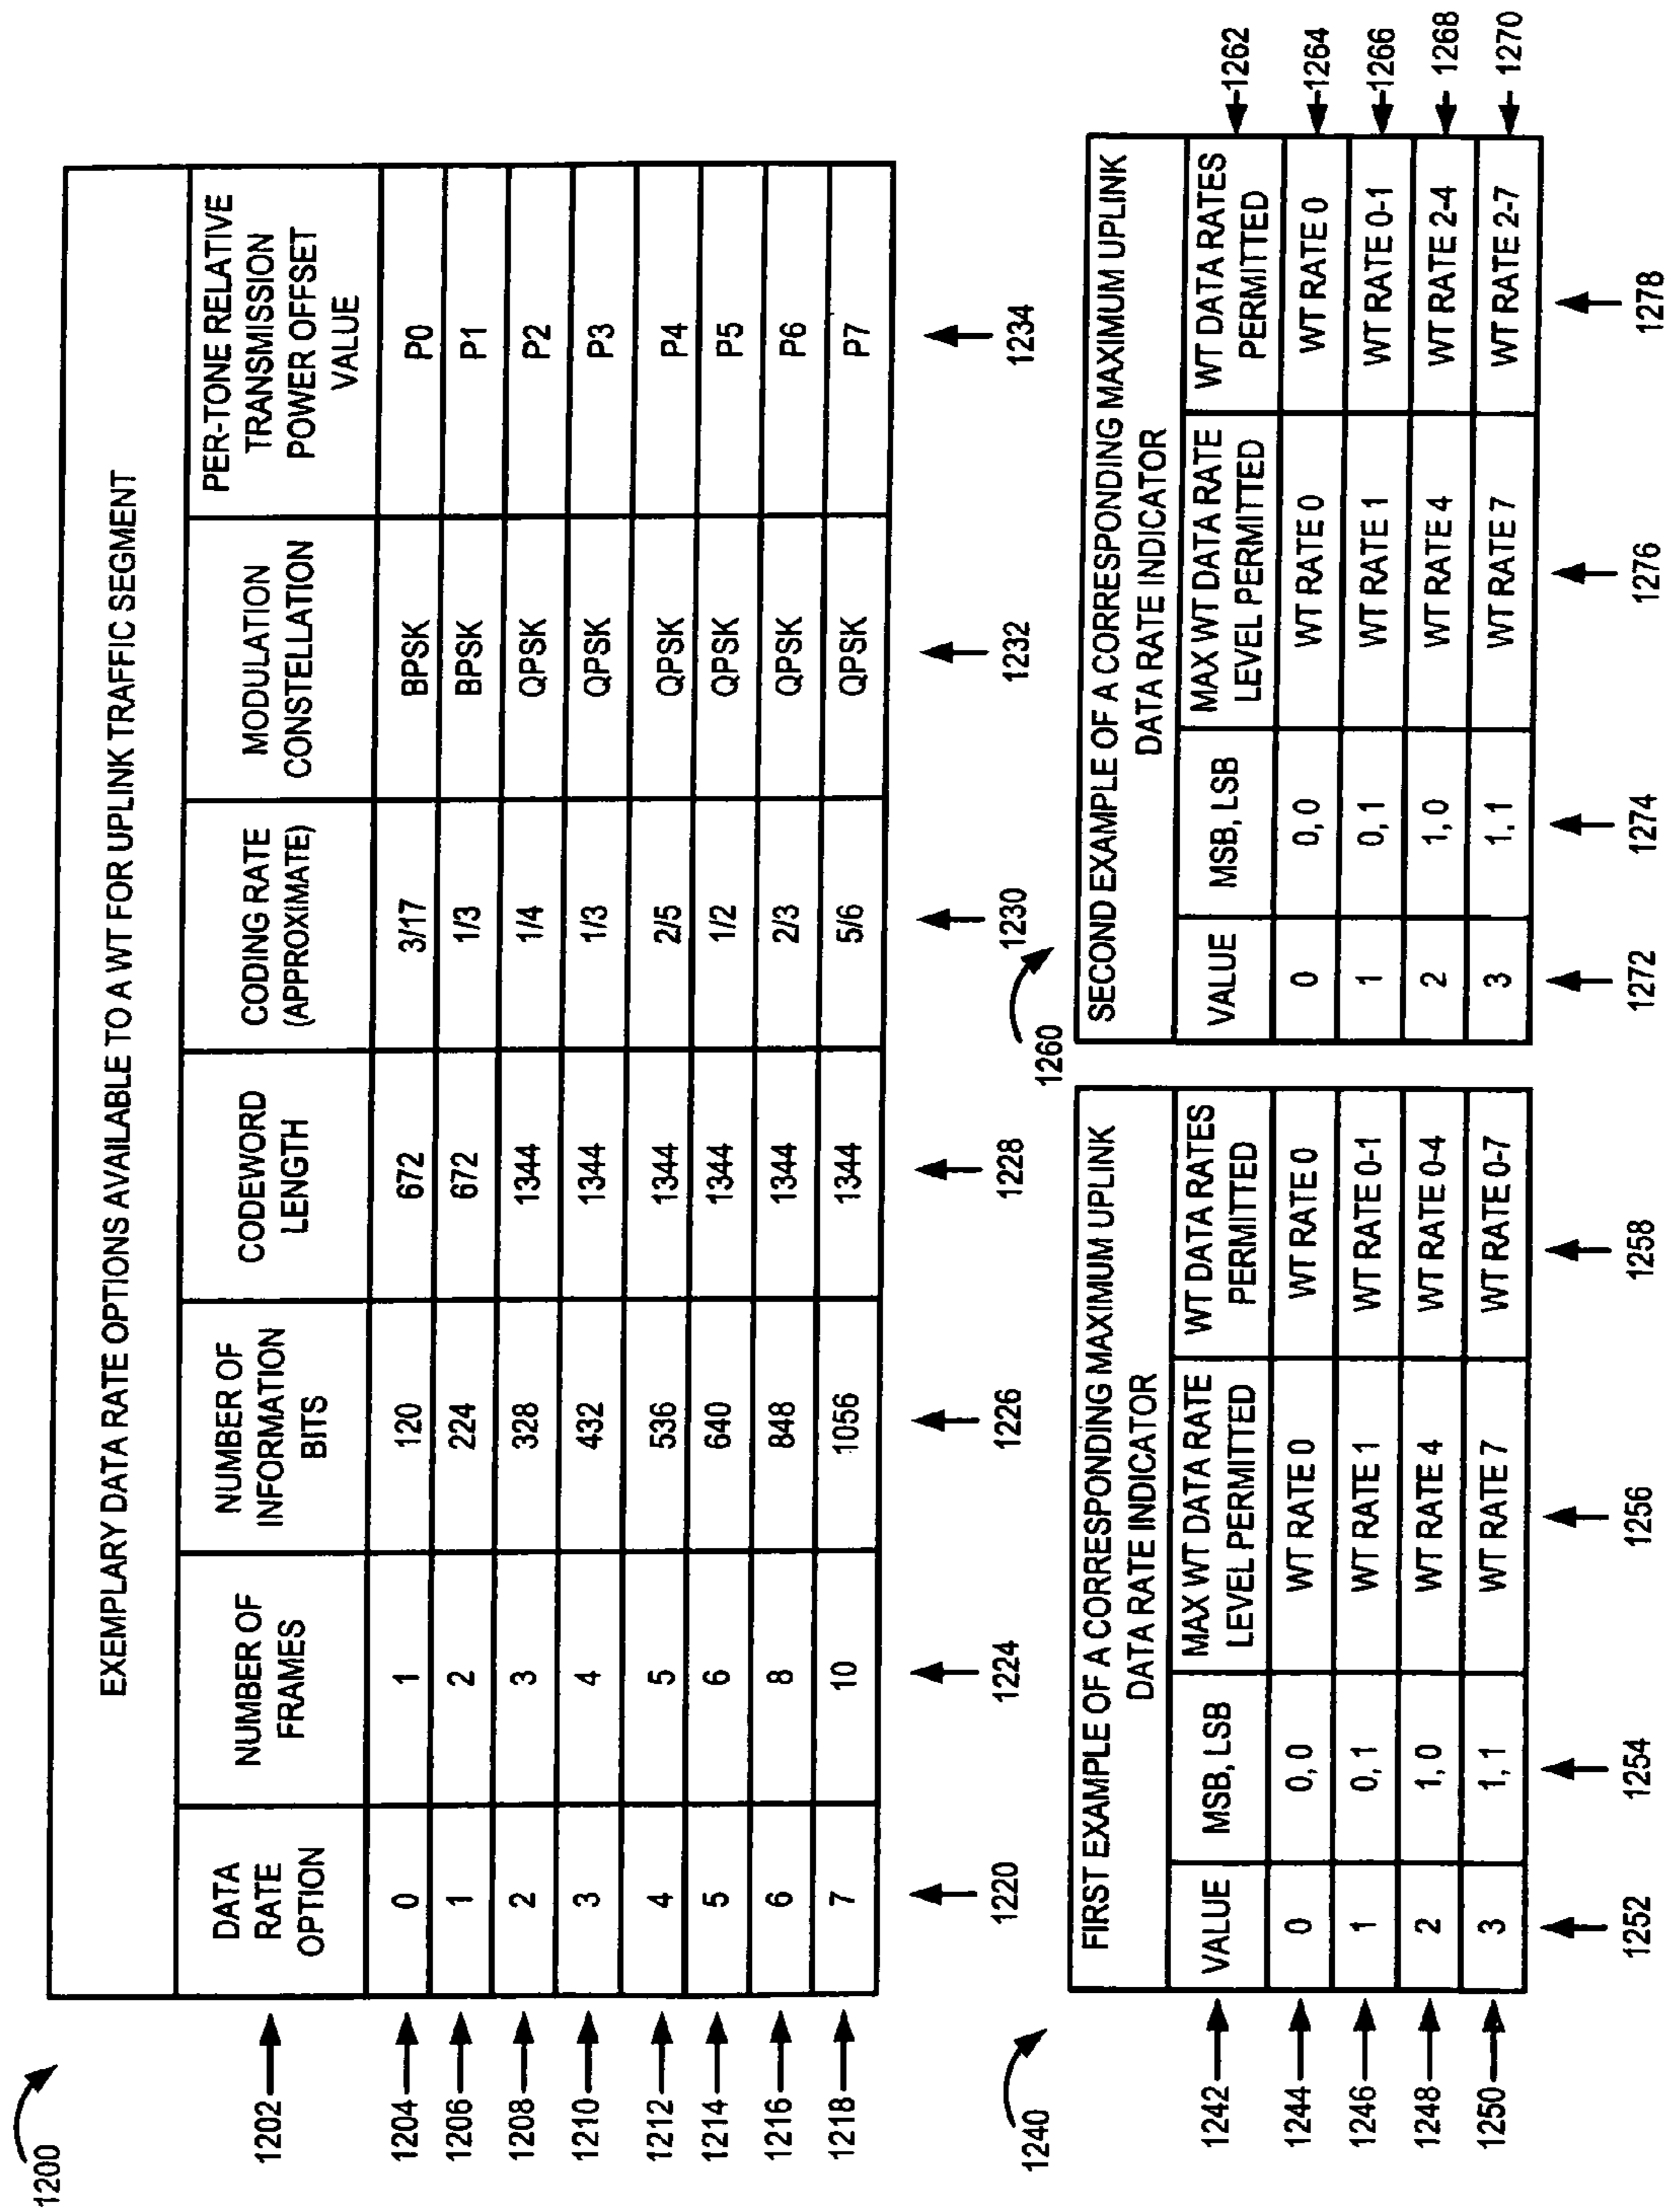 1200
EXEMPLARY DATA RATE OPTIONS AVAILABLE TO A WT FOR UPLINK TRAFFIC SEGMENT
1202 DATA RATE OPTION NUMBER OF FRAMES NUMBER OF INFORMATION BITS CODEWORD LENGTH CODING RATE (APPROXIMATE) MODULATION CONSTELLATION PER-TONE RELATIVE TRANSMISSION POWER OFFSET VALUE
1204 0 1 120 672 3/17 BPSK P0
1206 1 2 224 672 1/3 BPSK P1
1208 2 3 328 1344 1/4 QPSK P2
1210 3 4 432 1344 1/3 QPSK P3
1212 4 5 536 1344 2/5 QPSK P4
1214 5 6 640 1344 1/2 QPSK P5
1216 6 8 848 1344 2/3 QPSK P6
1218 7 10 1056 1344 5/6 QPSK P7
1220 1224 1226 1228 1230 1232 1234
1240
FIRST EXAMPLE OF A CORRESPONDING MAXIMUM UPLINK
DATA RATE INDICATOR
1242 VALUE MSB, LSB MAX WT DATA RATE LEVEL PERMITTED WT DATA RATES PERMITTED
1244 0 0, 0 WT RATE 0 WT RATE 0
1246 1 0, 1 WT RATE 1 WT RATE 0-1
1248 2 1, 0 WT RATE 4 WT RATE 0-4
1250 3 1, 1 WT RATE 7 WT RATE 0-7
1252 1254 1256 1258
1260
SECOND EXAMPLE OF A CORRESPONDING MAXIMUM UPLINK
DATA RATE INDICATOR
VALUE MSB, LSB MAX WT DATA RATE LEVEL PERMITTED WT DATA RATES PERMITTED 1262
0 0, 0 WT RATE 0 WT RATE 0 1264
1 0, 1 WT RATE 1 WT RATE 0-1 1266
2 1, 0 WT RATE 4 WT RATE 2-4 1268
3 1, 1 WT RATE 7 WT RATE 2-7 1270
1272 1274 1276 1278